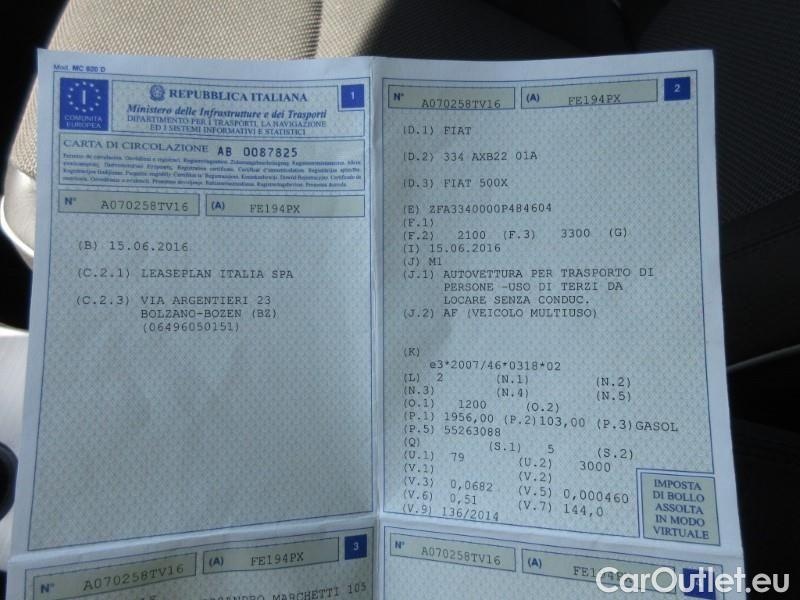 Mod. MC 820 D
REPUBBLICA ITALIANA
Ministero delle Infrastrutture e dei Trasporti
DIPARTIMENTO PER I TRASPORTI, LA NAVIGAZIONE
ED I SISTEMI INFORMATIVI E STATISTICI
1
I
COMUNITÀ
EUROPEA
CARTA DI CIRCOLAZIONE AB 0087825
N° A070258TV16 (A) FE194PX
(B) 15.06.2016
(C.2.1) LEASEPLAN ITALIA SPA
(C.2.3) VIA ARGENTIERI 23
BOLZANO-BOZEN (BZ)
(06496050151)
N° A070258TV16 (A) FE194PX
2
(D.1) FIAT
(D.2) 334 AXB22 01A
(D.3) FIAT 500X
(E) ZFA3340000P484604
(F.1)
(F.2) 2100 (F.3) 3300 (G)
(I) 15.06.2016
(J) M1
(J.1) AUTOVETTURA PER TRASPORTO DI
PERSONE -USO DI TERZI DA
LOCARE SENZA CONDUC.
(J.2) AF (VEICOLO MULTIUSO)
(K)
e3*2007/46*0318*02
(L) 2 (N.1) (N.2)
(N.3) (N.4) (N.5)
(O.1) 1200 (O.2)
(P.1) 1956,00 (P.2)103,00 (P.3)GASOL
(P.5) 55263088
(Q) (S.1) 5 (S.2)
(U.1) 79 (U.2) 3000
(V.1) (V.2)
(V.3) 0,0682 (V.5) 0,000460
(V.6) 0,51 (V.7) 144,0
(V.9) 136/2014
IMPOSTA
DI BOLLO
ASSOLTA
IN MODO
VIRTUALE
N° A070258TV16 (A) FE194PX
3
MARCHETTI 105
N° A070258TV16 (A)
CarOutlet.eu